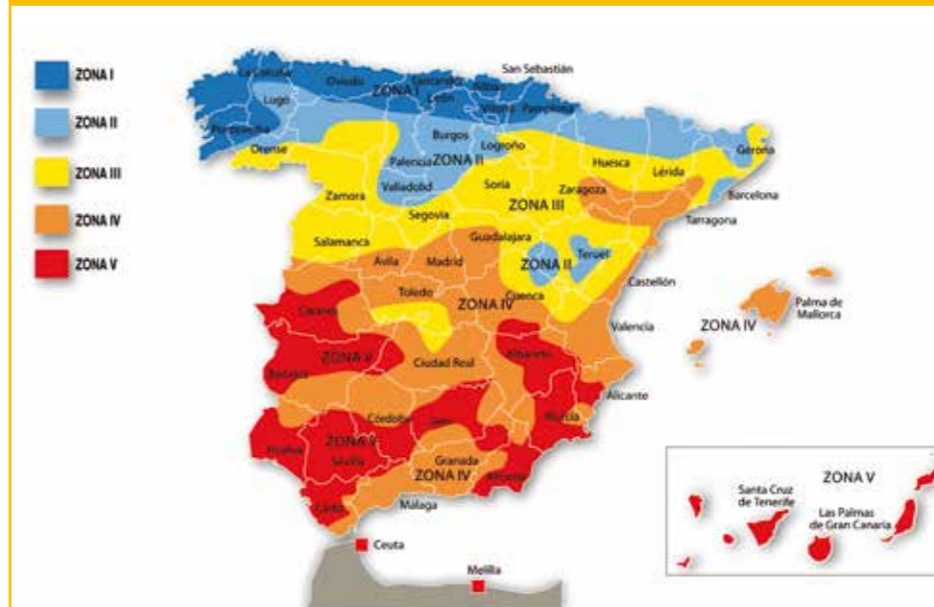 ZONA I
ZONA II
ZONA III
ZONA IV
ZONA V
La Coruña
Lugo
Pontevedra
Orense
Oviedo
Santander
ZONA I
León
Bilbao
San Sebastián
Vitoria
Pamplona
Burgos
Logroño
Palencia
ZONA II
Valladolid
Zamora
Soria
Huesca
Lérida
Gerona
Barcelona
Zaragoza
Tarragona
ZONA III
Segovia
Salamanca
Guadalajara
Ávila
Madrid
Teruel
ZONA II
Toledo
Cuenca
Castellón
ZONA IV
Cáceres
Valencia
ZONA IV
Palma de
Mallorca
ZONA V
Ciudad Real
Albacete
Badajoz
Alicante
Córdoba
Jaén
Murcia
ZONA V
Huelva
Sevilla
Granada
ZONA IV
Almería
Málaga
Cádiz
Ceuta
Melilla
ZONA V
Santa Cruz
de Tenerife
Las Palmas
de Gran Canaria